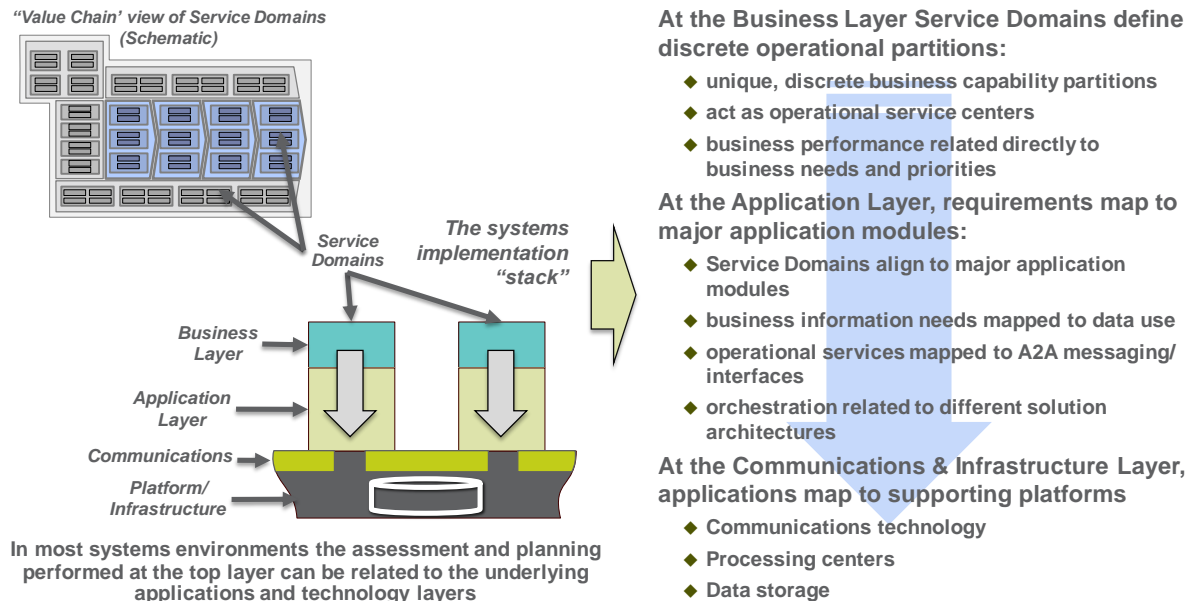 “Value Chain’ view of Service Domains
(Schematic)
Service
Domains
The systems
implementation
“stack”
Business
Layer
Application
Layer
Communications
Platform/
Infrastructure
In most systems environments the assessment and planning
performed at the top layer can be related to the underlying
applications and technology layers
At the Business Layer Service Domains define
discrete operational partitions:
◆ unique, discrete business capability partitions
◆ act as operational service centers
◆ business performance related directly to
business needs and priorities
At the Application Layer, requirements map to
major application modules:
◆ Service Domains align to major application
modules
◆ business information needs mapped to data use
◆ operational services mapped to A2A messaging/
interfaces
◆ orchestration related to different solution
architectures
At the Communications & Infrastructure Layer,
applications map to supporting platforms
◆ Communications technology
◆ Processing centers
◆ Data storage